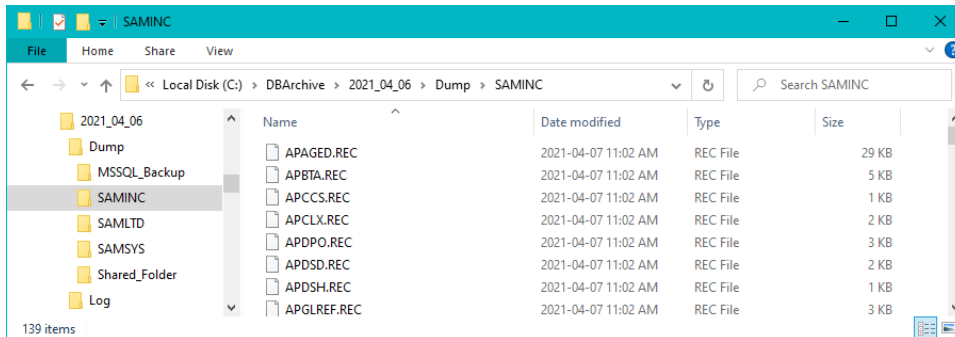 SAMINC
File Home Share View
« Local Disk (C:) > DBArchive > 2021_04_06 > Dump > SAMINC Search SAMINC
2021_04_06 Name Date modified Type Size
Dump APAGED.REC 2021-04-07 11:02 AM REC File 29 KB
MSSQL_Backup APBTA.REC 2021-04-07 11:02 AM REC File 5 KB
SAMINC APCCS.REC 2021-04-07 11:02 AM REC File 1 KB
SAMLTD APCLX.REC 2021-04-07 11:02 AM REC File 2 KB
SAMSYS APDPO.REC 2021-04-07 11:02 AM REC File 3 KB
Shared_Folder APDSD.REC 2021-04-07 11:02 AM REC File 2 KB
Log APDSH.REC 2021-04-07 11:02 AM REC File 1 KB
APGLREF.REC 2021-04-07 11:02 AM REC File 3 KB
139 items